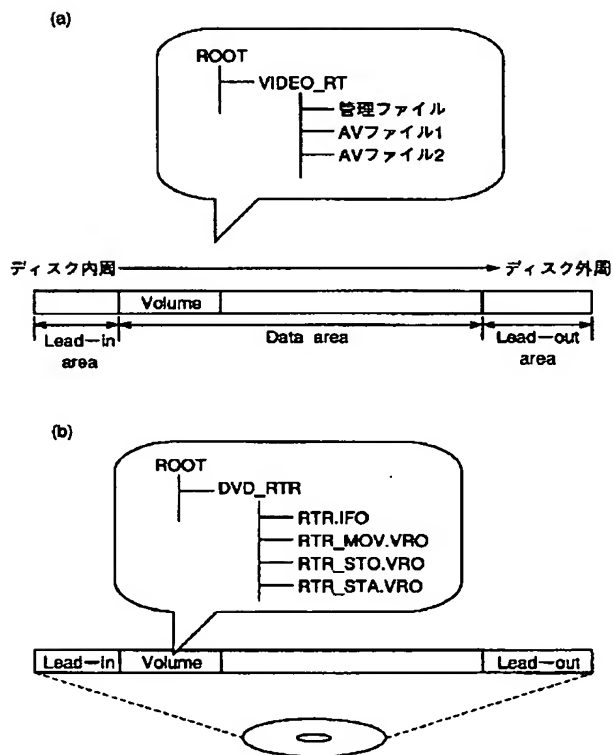 (a)
ROOT
VIDEO_RT
管理ファイル
AVファイル1
AVファイル2
ディスク内周
ディスク外周
Volume
Lead-in area
Data area
Lead-out area
(b)
ROOT
DVD_RTR
RTR.IFO
RTR_MOV.VRO
RTR_STO.VRO
RTR_STA.VRO
Lead-in
Volume
Lead-out